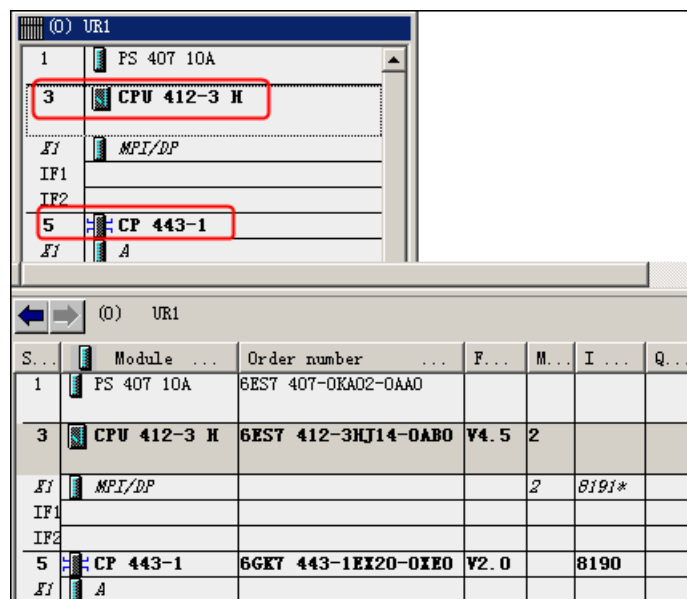 (0) UR1
1 PS 407 10A
3 CPU 412-3 H
X1 MPI/DP
IF1
IF2
5 CP 443-1
X1 A
(0) UR1
S... Module ... Order number ... F... M... I ... Q...
1 PS 407 10A 6ES7 407-0KA02-0AA0
3 CPU 412-3 H 6ES7 412-3HJ14-0AB0 V4.5 2
X1 MPI/DP 2 8191*
IF1
IF2
5 CP 443-1 6GK7 443-1EX20-0XE0 V2.0 8190
X1 A